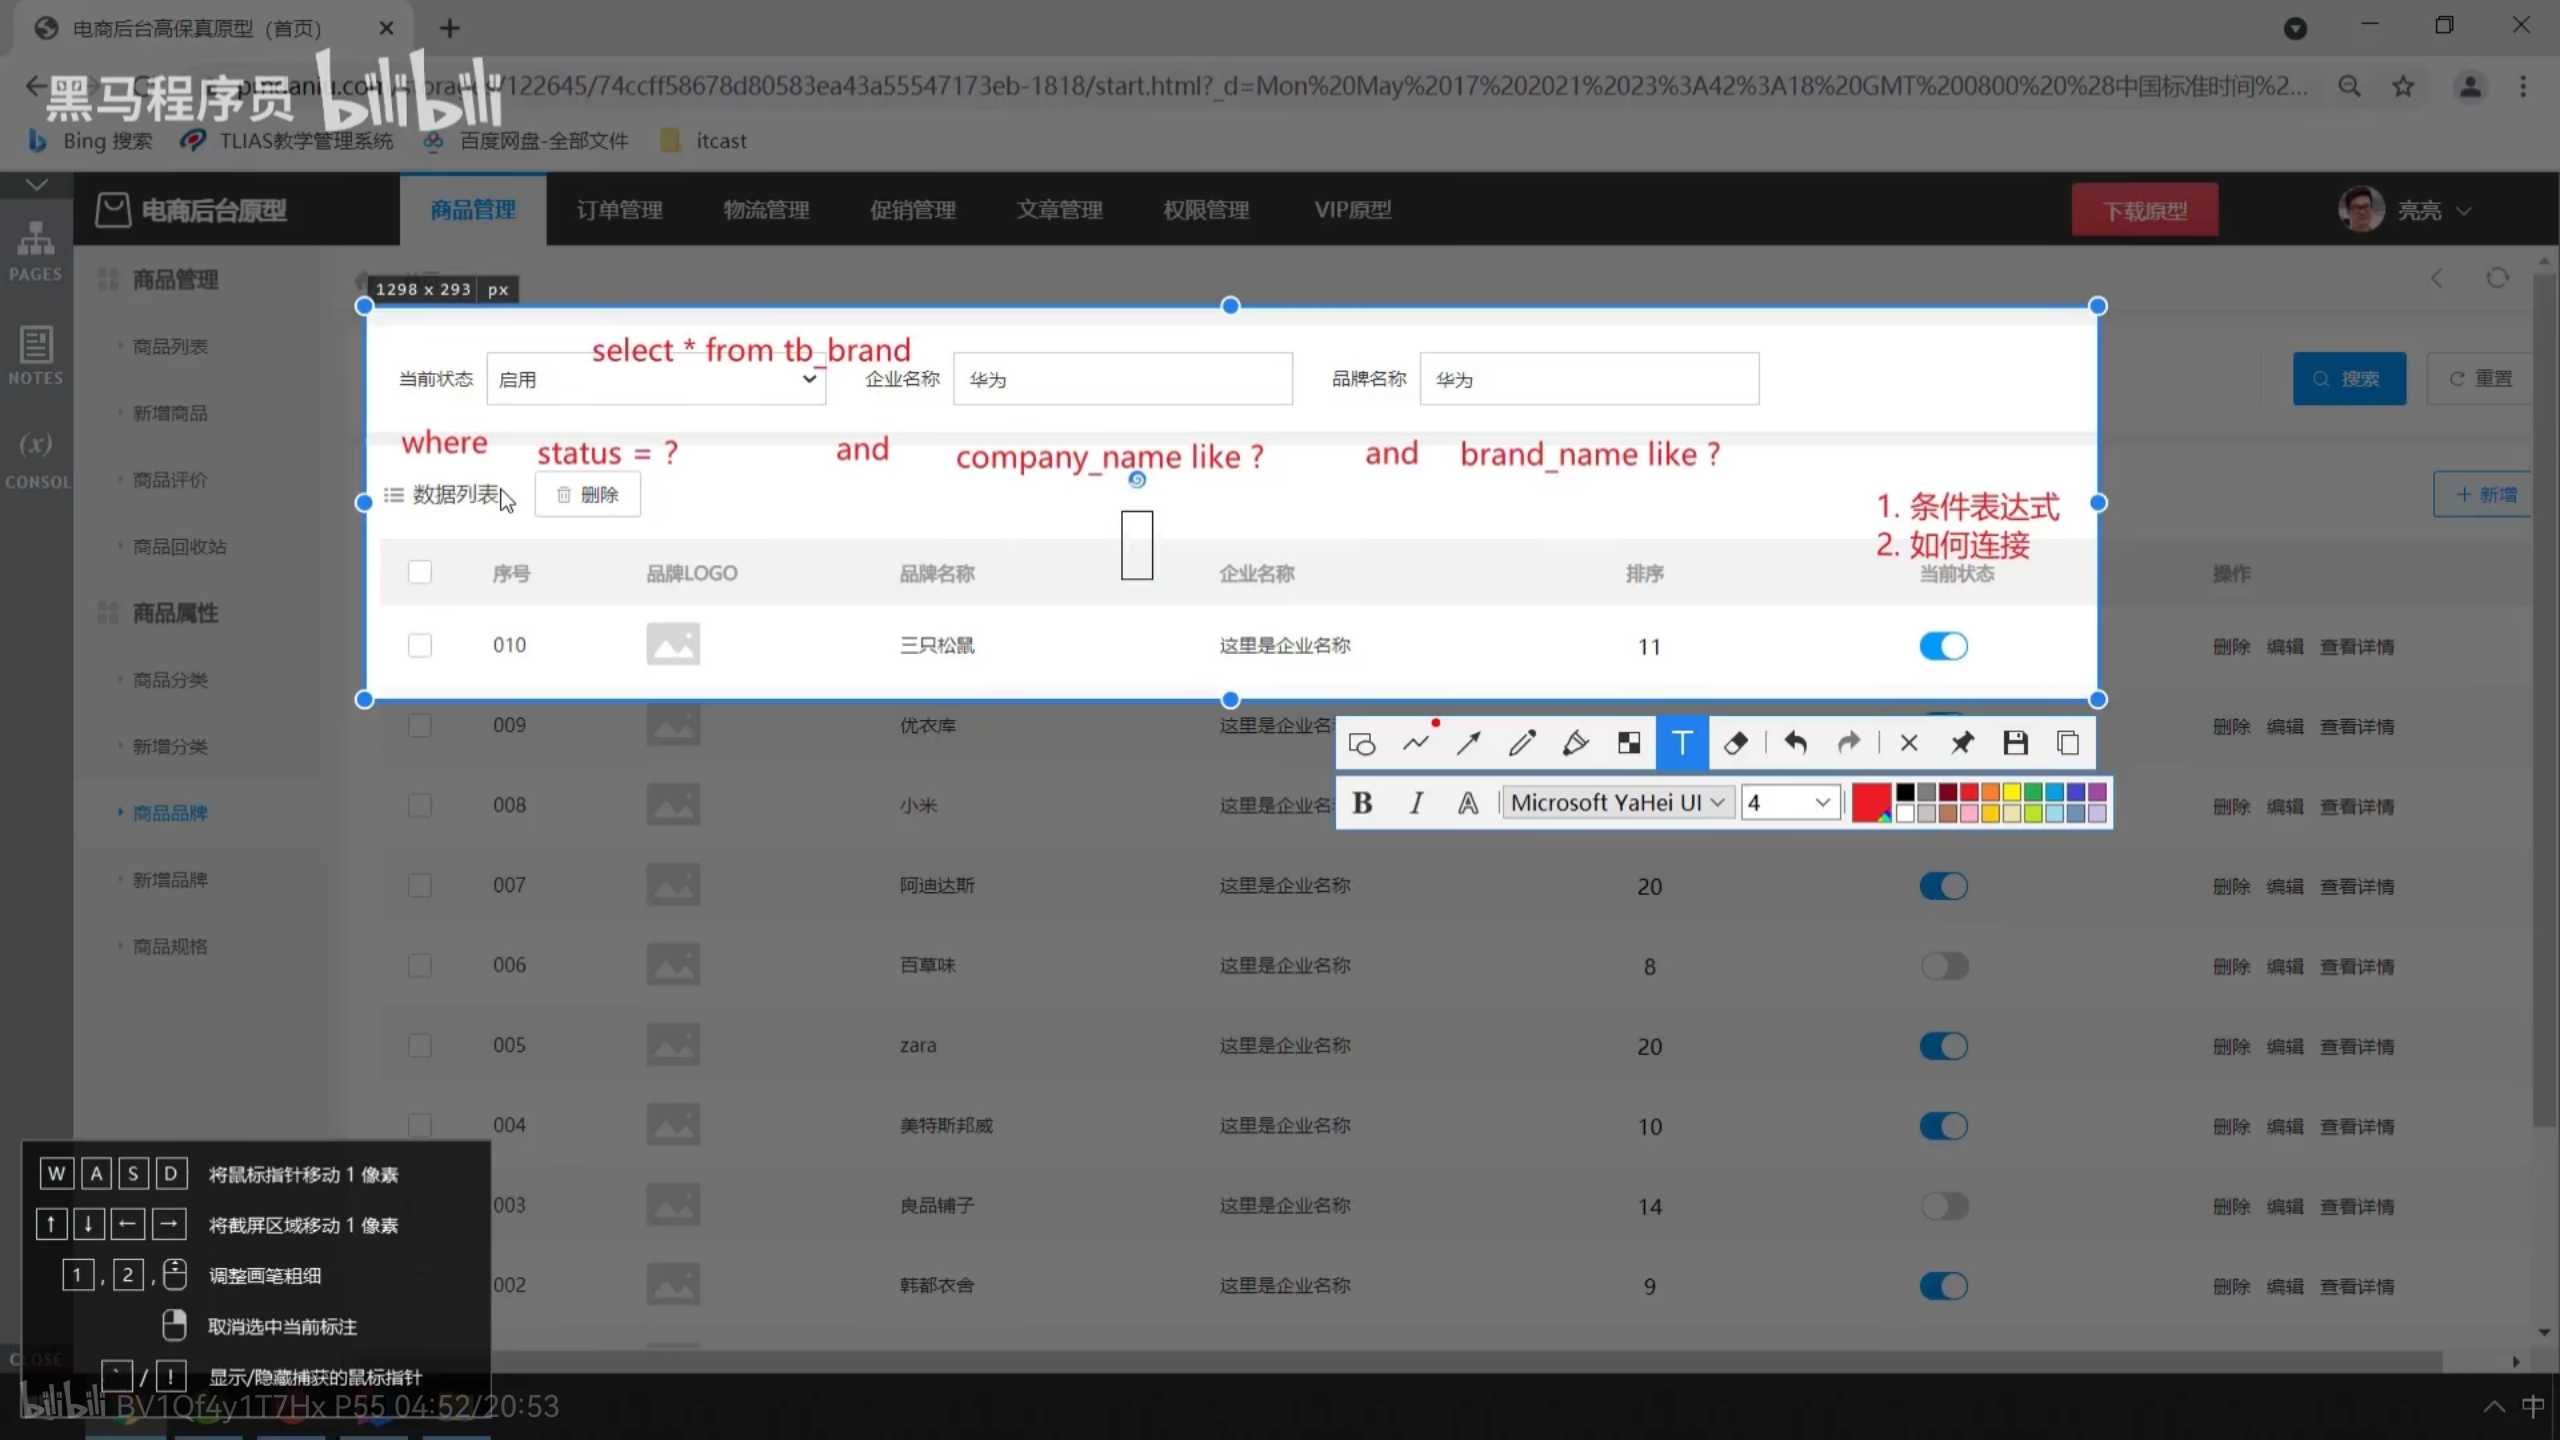 电商后台高保真原型（首页）
122645/74ccff58678d80583ea43a55547173eb-1818/start.html?_d=Mon%20May%2017%202021%2023%3A42%3A18%20GMT%200800%20%28中国标准时间%2...
黑马程序员 bilibili
Bing 搜索 TLIAS教学管理系统 百度网盘-全部文件 itcast
电商后台原型 商品管理 订单管理 物流管理 促销管理 文章管理 权限管理 VIP原型 下载原型 亮亮
PAGES
NOTES
(x)
CONSOL
CLOSE
商品管理
商品列表
新增商品
商品评价
商品回收站
商品属性
商品分类
新增分类
商品品牌
新增品牌
商品规格
1298 x 293 px
select * from tb_brand
当前状态 启用 企业名称 华为 品牌名称 华为 搜索 重置
where status = ? and company_name like ? and brand_name like ?
数据列表 删除 新增
1. 条件表达式
2. 如何连接
序号 品牌LOGO 品牌名称 企业名称 排序 当前状态 操作
010 三只松鼠 这里是企业名称 11 删除 编辑 查看详情
009 优衣库 这里是企业 删除 编辑 查看详情
008 小米 这里是企业 删除 编辑 查看详情
B I A Microsoft YaHei UI 4
007 阿迪达斯 这里是企业名称 20 删除 编辑 查看详情
006 百草味 这里是企业名称 8 删除 编辑 查看详情
005 zara 这里是企业名称 20 删除 编辑 查看详情
004 美特斯邦威 这里是企业名称 10 删除 编辑 查看详情
003 良品铺子 这里是企业名称 14 删除 编辑 查看详情
002 韩都衣舍 这里是企业名称 9 删除 编辑 查看详情
W A S D 将鼠标指针移动 1 像素
↑ ↓ ← → 将截屏区域移动 1 像素
1 , 2 , 调整画笔粗细
取消选中当前标注
` / ! 显示/隐藏捕获的鼠标指针
bilibili BV1Qf4y1T7Hx P55 04:52/20:53
中